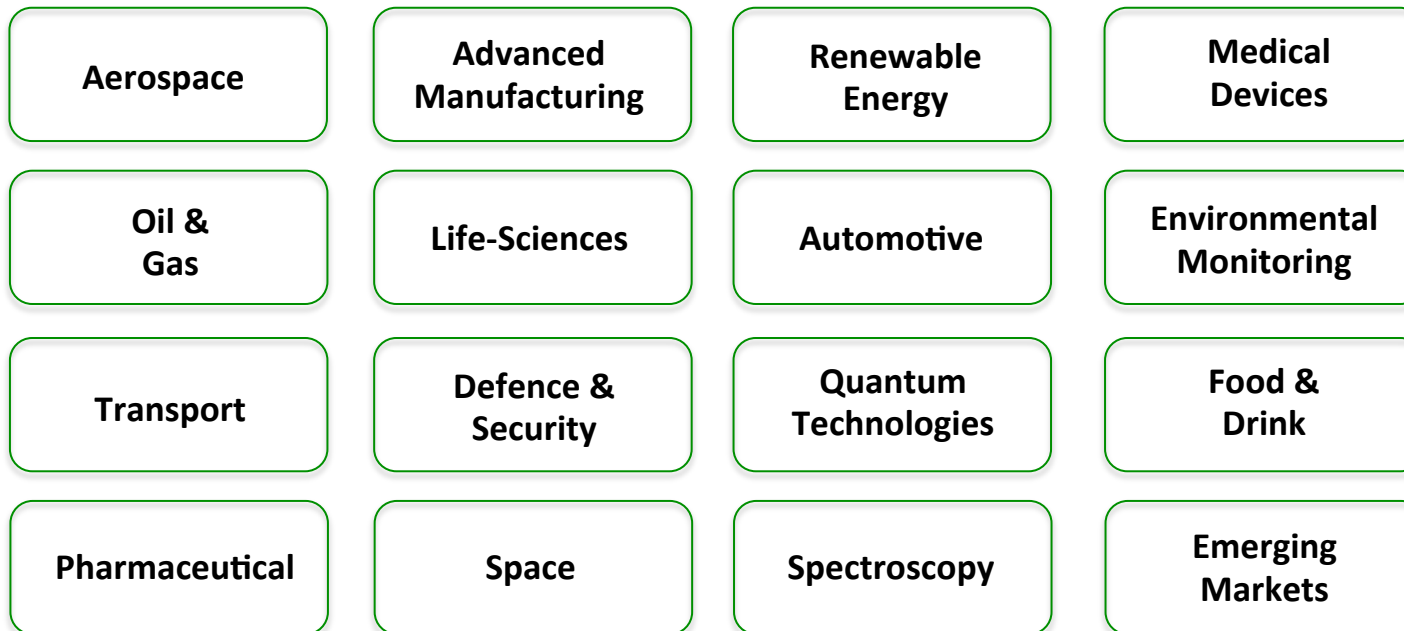 Aerospace
Advanced
Manufacturing
Renewable
Energy
Medical
Devices
Oil &
Gas
Life-Sciences
Automotive
Environmental
Monitoring
Transport
Defence &
Security
Quantum
Technologies
Food &
Drink
Pharmaceutical
Space
Spectroscopy
Emerging
Markets